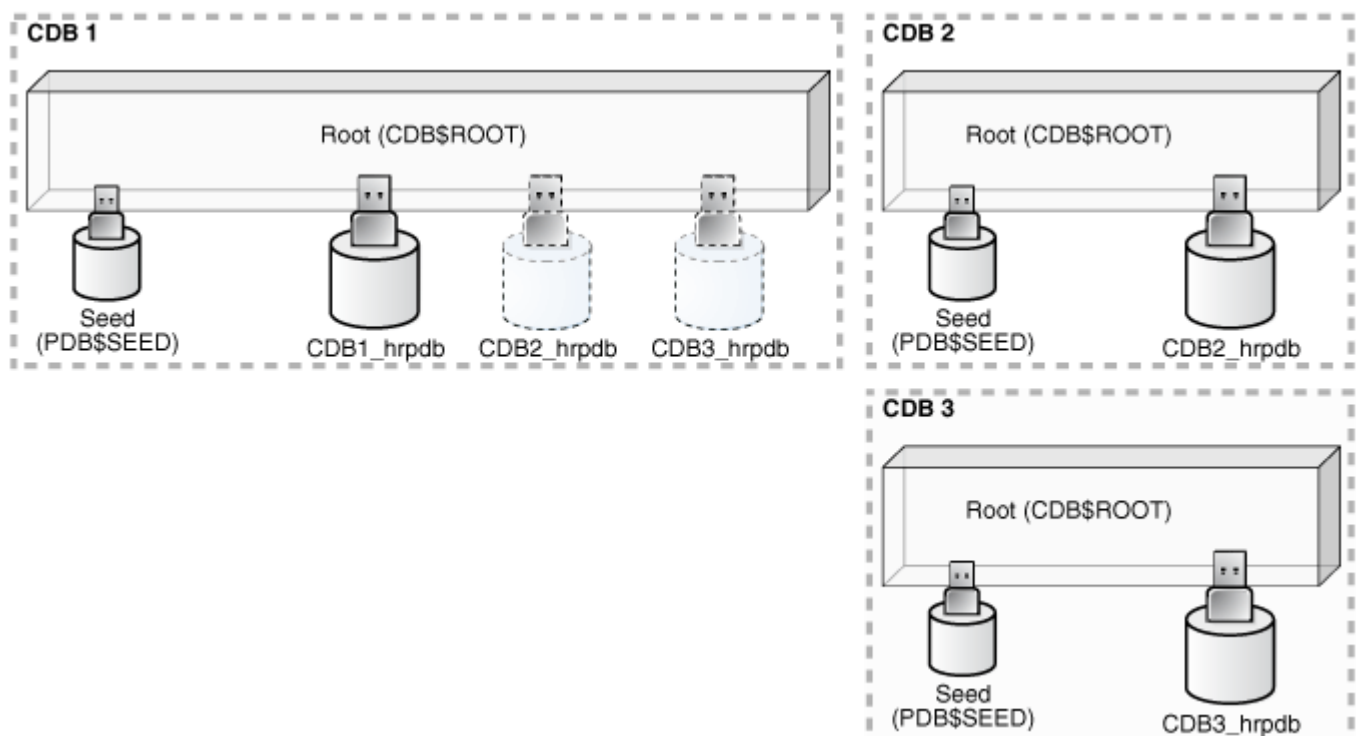 CDB 1
Root (CDB$ROOT)
Seed
(PDB$SEED)
CDB1_hrpdb
CDB2_hrpdb
CDB3_hrpdb
CDB 2
Root (CDB$ROOT)
Seed
(PDB$SEED)
CDB2_hrpdb
CDB 3
Root (CDB$ROOT)
Seed
(PDB$SEED)
CDB3_hrpdb